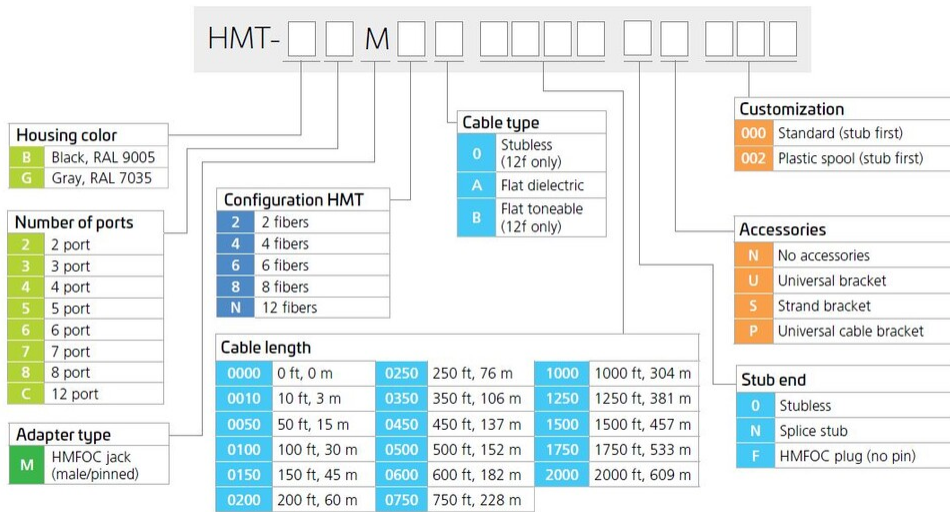 HMT- M
Housing color
B Black, RAL 9005
G Gray, RAL 7035
Number of ports
2 2 port
3 3 port
4 4 port
5 5 port
6 6 port
7 7 port
8 8 port
C 12 port
Adapter type
M HMFOC jack
(male/pinned)
Configuration HMT
2 2 fibers
4 4 fibers
6 6 fibers
8 8 fibers
N 12 fibers
Cable type
0 Stubless
(12f only)
A Flat dielectric
B Flat toneable
(12f only)
Cable length
0000 0 ft, 0 m 0250 250 ft, 76 m 1000 1000 ft, 304 m
0010 10 ft, 3 m 0350 350 ft, 106 m 1250 1250 ft, 381 m
0050 50 ft, 15 m 0450 450 ft, 137 m 1500 1500 ft, 457 m
0100 100 ft, 30 m 0500 500 ft, 152 m 1750 1750 ft, 533 m
0150 150 ft, 45 m 0600 600 ft, 182 m 2000 2000 ft, 609 m
0200 200 ft, 60 m 0750 750 ft, 228 m
Customization
000 Standard (stub first)
002 Plastic spool (stub first)
Accessories
N No accessories
U Universal bracket
S Strand bracket
P Universal cable bracket
Stub end
0 Stubless
N Splice stub
F HMFOC plug (no pin)